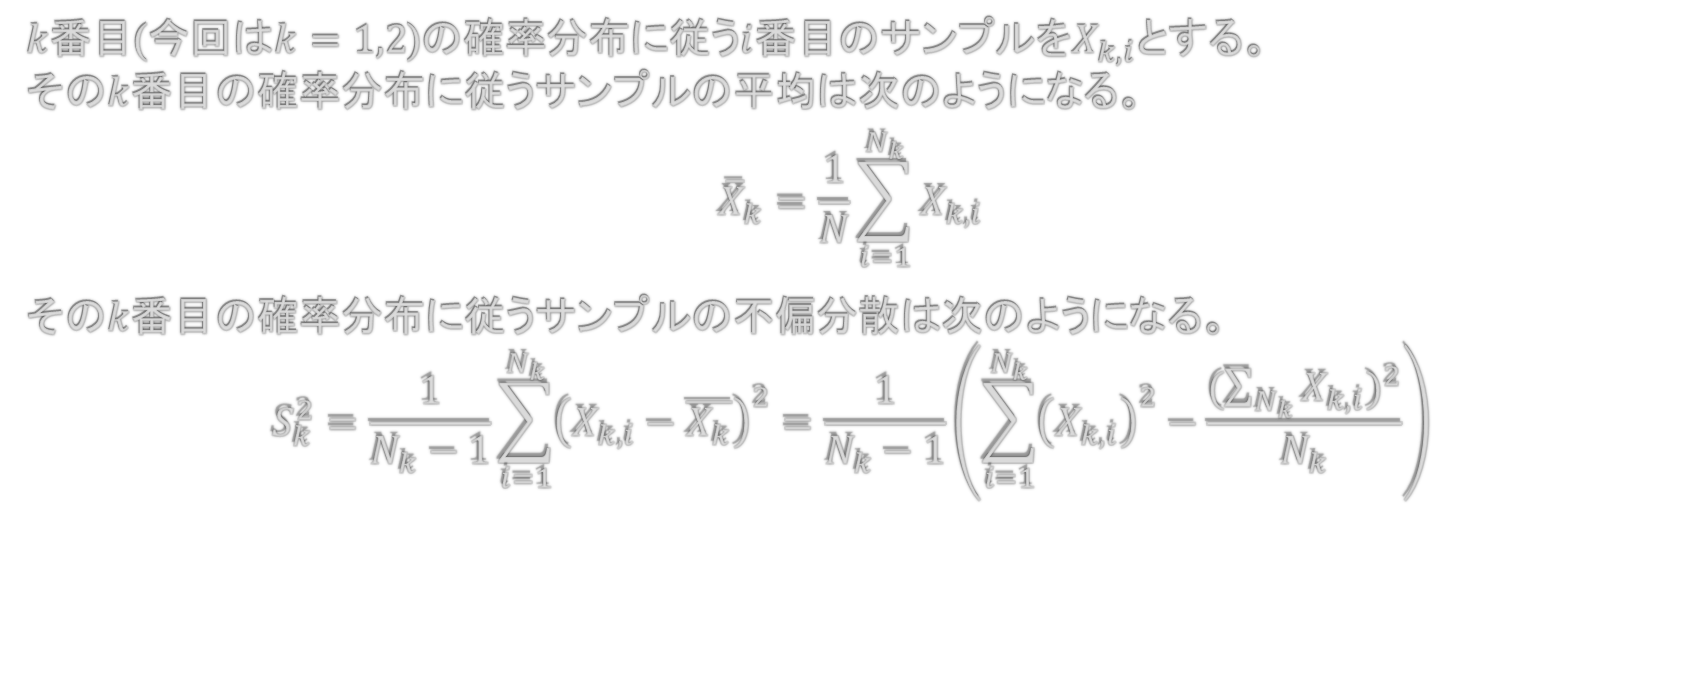 k番目(今回はk = 1,2)の確率分布に従うi番目のサンプルをX_{k,i}とする。
そのk番目の確率分布に従うサンプルの平均は次のようになる。
\bar{X}_k = \frac{1}{N} \sum_{i=1}^{N_k} X_{k,i}
そのk番目の確率分布に従うサンプルの不偏分散は次のようになる。
S_k^2 = \frac{1}{N_k - 1} \sum_{i=1}^{N_k} (X_{k,i} - \overline{X_k})^2 = \frac{1}{N_k - 1} \left( \sum_{i=1}^{N_k} (X_{k,i})^2 - \frac{(\sum_{N_k} X_{k,i})^2}{N_k} \right)